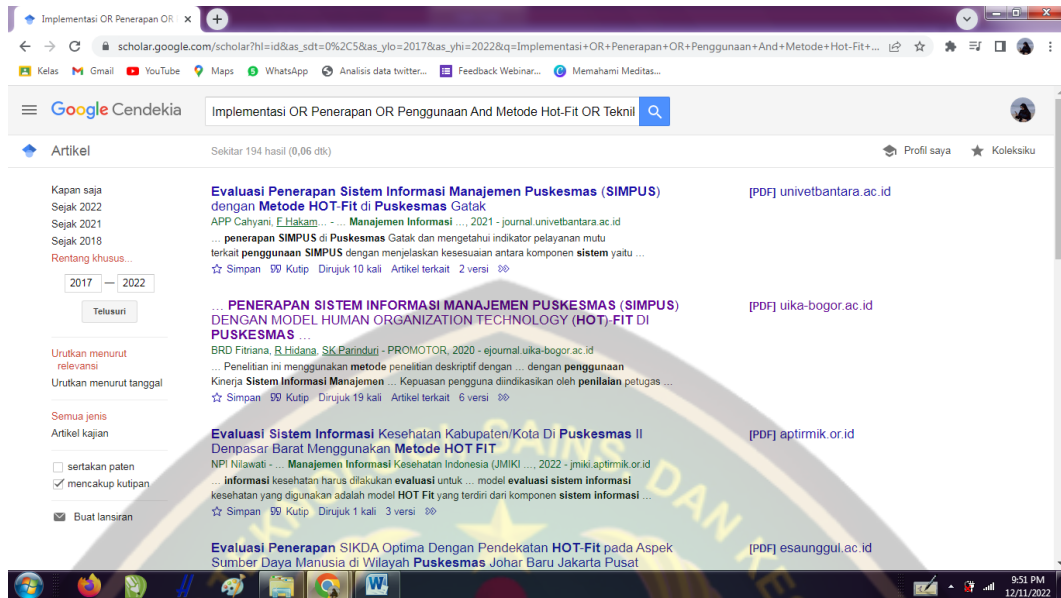 Implementasi OR Penerapan OR
scholar.google.com/scholar?hl=id&as_sdt=0%2C5&as_ylo=2017&as_yhi=2022&q=Implementasi+OR+Penerapan+OR+Penggunaan+And+Metode+Hot-Fit+...
Kelas Gmail YouTube Maps WhatsApp Analisis data twitter... Feedback Webinar... Memahami Meditas...
Google Cendekia
Implementasi OR Penerapan OR Penggunaan And Metode Hot-Fit OR Teknil
Artikel
Sekitar 194 hasil (0,06 dtk)
Profil saya
Koleksiku
Kapan saja
Sejak 2022
Sejak 2021
Sejak 2018
Rentang khusus...
2017 — 2022
Telusuri
Urutkan menurut
relevansi
Urutkan menurut tanggal
Semua jenis
Artikel kajian
sertakan paten
mencakup kutipan
Buat lansiran
Evaluasi Penerapan Sistem Informasi Manajemen Puskesmas (SIMPUS)
dengan Metode HOT-Fit di Puskesmas Gatak
APP Cahyani, F Hakam... - ... Manajemen Informasi ..., 2021 - journal.univetbantara.ac.id
... penerapan SIMPUS di Puskesmas Gatak dan mengetahui indikator pelayanan mutu
terkait penggunaan SIMPUS dengan menjelaskan kesesuaian antara komponen sistem yaitu ...
Simpan Kutip Dirujuk 10 kali Artikel terkait 2 versi
[PDF] univetbantara.ac.id
... PENERAPAN SISTEM INFORMASI MANAJEMEN PUSKESMAS (SIMPUS)
DENGAN MODEL HUMAN ORGANIZATION TECHNOLOGY (HOT)-FIT DI
PUSKESMAS ...
BRD Fitriana, R Hidana, SK Parinduri - PROMOTOR, 2020 - ejournal.uika-bogor.ac.id
... Penelitian ini menggunakan metode penelitian deskriptif dengan ... dengan penggunaan
Kinerja Sistem Informasi Manajemen ... Kepuasan pengguna diindikasikan oleh penilaian petugas ...
Simpan Kutip Dirujuk 19 kali Artikel terkait 6 versi
[PDF] uika-bogor.ac.id
Evaluasi Sistem Informasi Kesehatan Kabupaten/Kota Di Puskesmas II
Denpasar Barat Menggunakan Metode HOT FIT
NPI Nilawati - ... Manajemen Informasi Kesehatan Indonesia (JMIKI ..., 2022 - jmiki.aptirmik.or.id
... informasi kesehatan harus dilakukan evaluasi untuk ... model evaluasi sistem informasi
kesehatan yang digunakan adalah model HOT Fit yang terdiri dari komponen sistem informasi ...
Simpan Kutip Dirujuk 1 kali 3 versi
[PDF] aptirmik.or.id
Evaluasi Penerapan SIKDA Optima Dengan Pendekatan HOT-Fit pada Aspek
Sumber Daya Manusia di Wilayah Puskesmas Johar Baru Jakarta Pusat
[PDF] esaunggul.ac.id
9:51 PM
12/11/2022